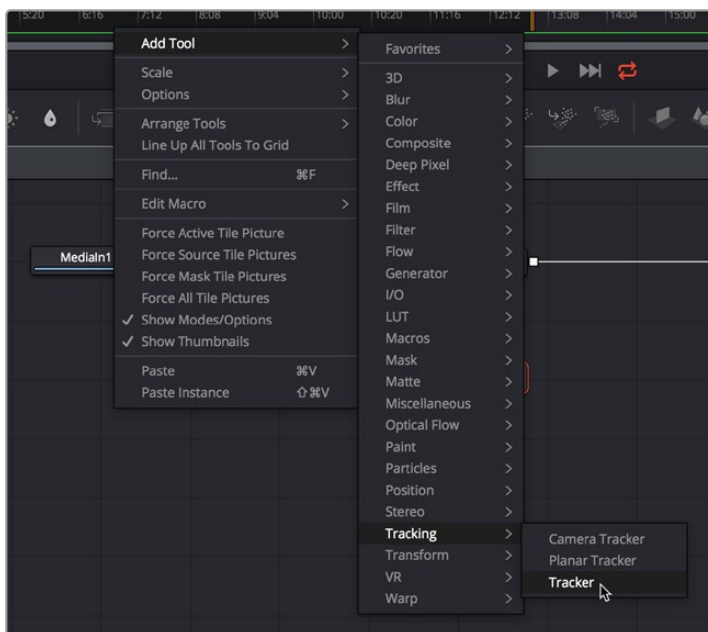 5:20 6:16 7:12 8:08 9:04 10:00 10:20 11:16 12:12 13:08 14:04 15:00
Add Tool >
Scale >
Options >
Arrange Tools >
Line Up All Tools To Grid
Find... ⌘F
Edit Macro >
Force Active Tile Picture
Force Source Tile Pictures
Force Mask Tile Pictures
Force All Tile Pictures
✓ Show Modes/Options
✓ Show Thumbnails
Paste ⌘V
Paste Instance ⇧⌘V
MediaIn1
Favorites >
3D >
Blur >
Color >
Composite >
Deep Pixel >
Effect >
Film >
Filter >
Flow >
Generator >
I/O >
LUT >
Macros >
Mask >
Matte >
Miscellaneous >
Optical Flow >
Paint >
Particles >
Position >
Stereo >
Tracking >
Transform >
VR >
Warp >
Camera Tracker
Planar Tracker
Tracker